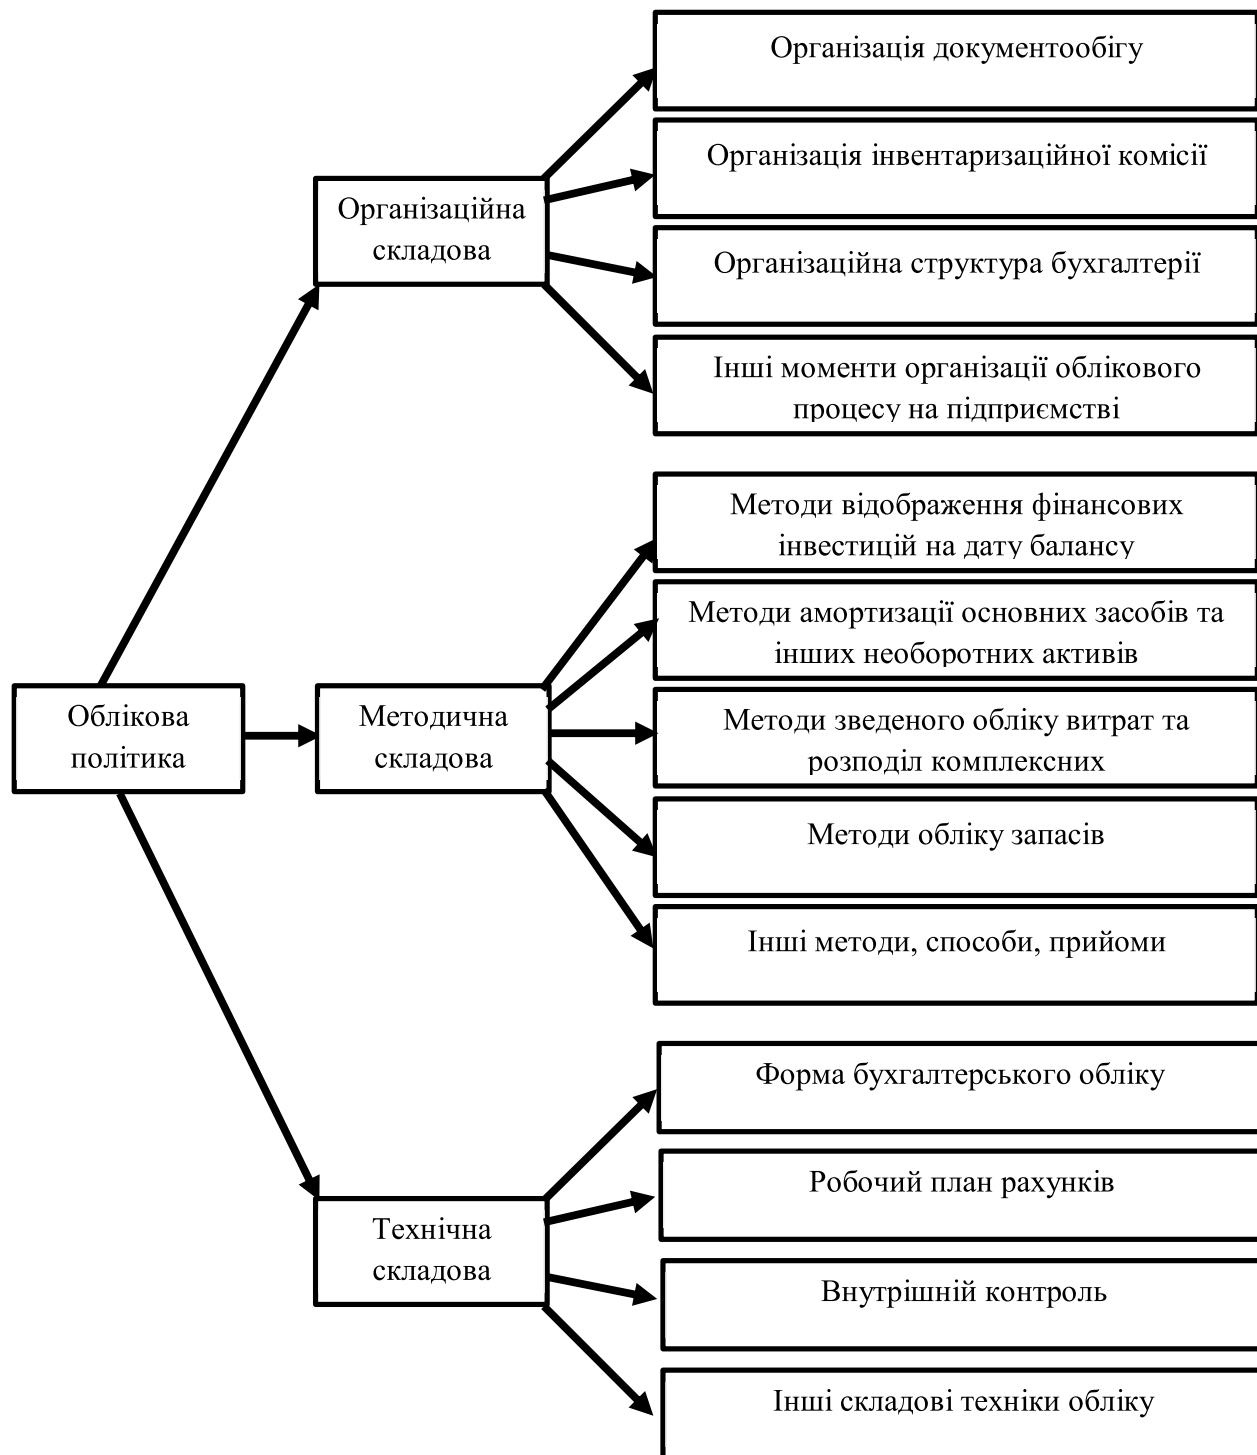 Організація документообігу
Організація інвентаризаційної комісії
Організаційна
складова
Організаційна структура бухгалтерії
Інші моменти організації облікового
процесу на підприємстві
Методи відображення фінансових
інвестицій на дату балансу
Методи амортизації основних засобів та
інших необоротних активів
Облікова
політика
Методична
складова
Методи зведеного обліку витрат та
розподіл комплексних
Методи обліку запасів
Інші методи, способи, прийоми
Форма бухгалтерського обліку
Робочий план рахунків
Технічна
складова
Внутрішній контроль
Інші складові техніки обліку